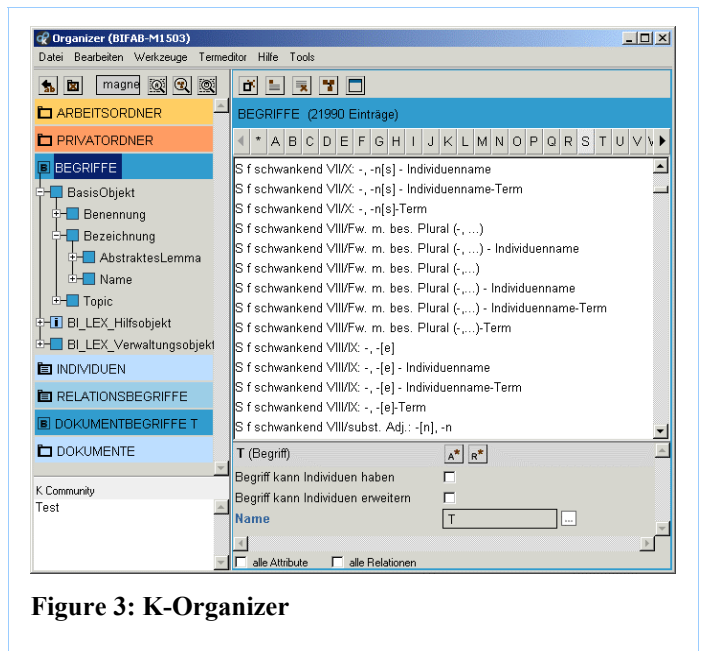 Organizer (BIFAB-M1503)
Datei Bearbeiten Werkzeuge Termeditor Hilfe Tools
magne
ARBEITSORDNER
PRIVATORDNER
BEGRIFFE
BasisObjekt
Benennung
Bezeichnung
AbstraktesLemma
Name
Topic
BI_LEX_Hilfsobjekt
BI_LEX_Verwaltungsobjekt
INDIVIDUEN
RELATIONSBEGRIFFE
DOKUMENTBEGRIFFE T
DOKUMENTE
K Community
Test
BEGRIFFE (21990 Einträge)
* A B C D E F G H I J K L M N O P Q R S T U V
S f schwankend VII/X: -, -n[s] - Individuenname
S f schwankend VII/X: -, -n[s] - Individuenname-Term
S f schwankend VII/X: -, -n[s]-Term
S f schwankend VIII/Fw. m. bes. Plural (-, ...)
S f schwankend VIII/Fw. m. bes. Plural (-, ...) - Individuenname
S f schwankend VIII/Fw. m. bes. Plural (-,...)
S f schwankend VIII/Fw. m. bes. Plural (-,...) - Individuenname
S f schwankend VIII/Fw. m. bes. Plural (-,...) - Individuenname-Term
S f schwankend VIII/Fw. m. bes. Plural (-,...)-Term
S f schwankend VIII/IX: -, -[e]
S f schwankend VIII/IX: -, -[e] - Individuenname
S f schwankend VIII/IX: -, -[e] - Individuenname-Term
S f schwankend VIII/IX: -, -[e]-Term
S f schwankend VIII/subst. Adj.: -[n], -n
T (Begriff) A* R*
Begriff kann Individuen haben
Begriff kann Individuen erweitern
Name T ...
alle Attribute alle Relationen
Figure 3: K-Organizer